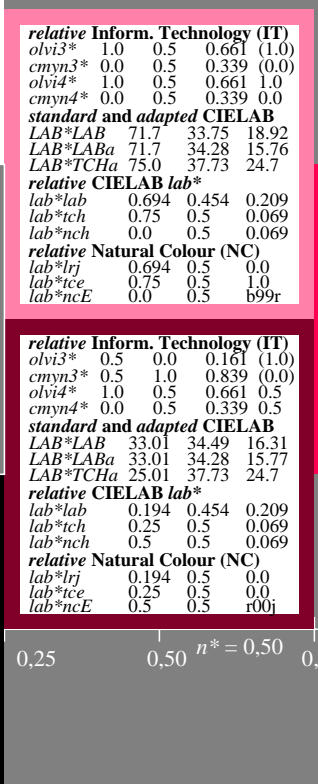 relative Inform. Technology (IT)
olvi3* 1.0 0.5 0.661 (1.0)
cmyn3* 0.0 0.5 0.339 (0.0)
olvi4* 1.0 0.5 0.661 1.0
cmyn4* 0.0 0.5 0.339 0.0
standard and adapted CIELAB
LAB*LAB 71.7 33.75 18.92
LAB*LABa 71.7 34.28 15.76
LAB*TCHa 75.0 37.73 24.7
relative CIELAB lab*
lab*lab 0.694 0.454 0.209
lab*tch 0.75 0.5 0.069
lab*nch 0.0 0.5 0.069
relative Natural Colour (NC)
lab*lrj 0.694 0.5 0.0
lab*tce 0.75 0.5 1.0
lab*ncE 0.0 0.5 b99r
relative Inform. Technology (IT)
olvi3* 0.5 0.0 0.161 (1.0)
cmyn3* 0.5 1.0 0.839 (0.0)
olvi4* 1.0 0.5 0.661 0.5
cmyn4* 0.0 0.5 0.339 0.5
standard and adapted CIELAB
LAB*LAB 33.01 34.49 16.31
LAB*LABa 33.01 34.28 15.77
LAB*TCHa 25.01 37.73 24.7
relative CIELAB lab*
lab*lab 0.194 0.454 0.209
lab*tch 0.25 0.5 0.069
lab*nch 0.5 0.5 0.069
relative Natural Colour (NC)
lab*lrj 0.194 0.5 0.0
lab*tce 0.25 0.5 0.0
lab*ncE 0.5 0.5 r00j
n* = 0,50
0,25 0,50 0,